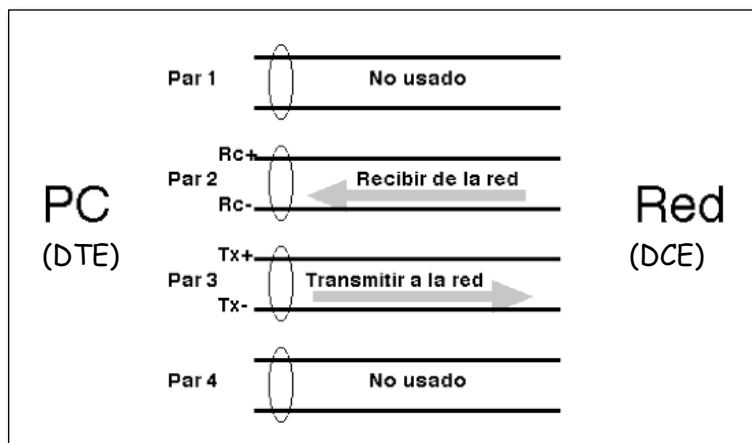 Par 1
No usado
Rc+
Par 2
Recibir de la red
Rc-
PC
(DTE)
Red
(DCE)
Tx+
Par 3
Transmitir a la red
Tx-
Par 4
No usado